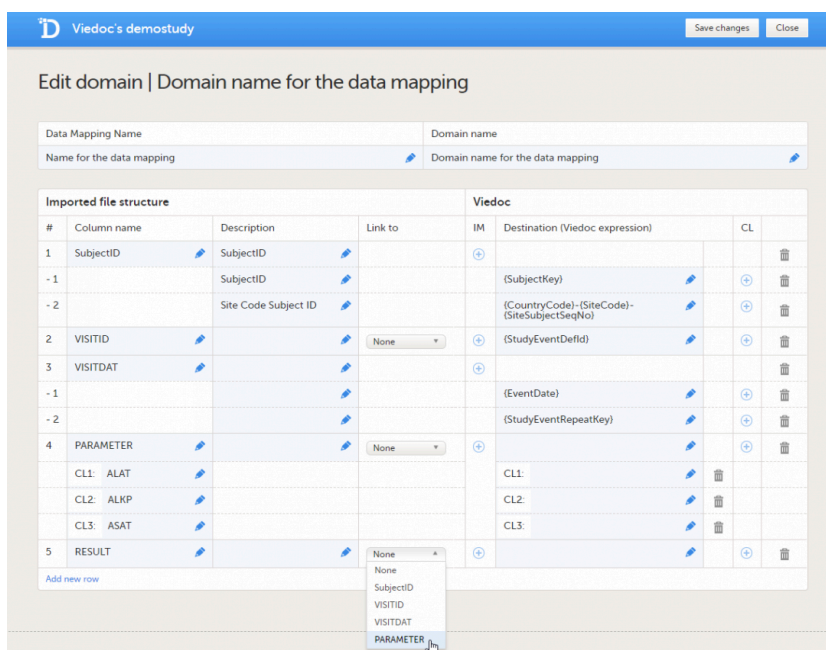 D Viedoc's demostudy Save changes Close
Edit domain | Domain name for the data mapping
Data Mapping Name Domain name
Name for the data mapping Domain name for the data mapping
Imported file structure Viedoc
# Column name Description Link to IM Destination (Viedoc expression) CL
1 SubjectID SubjectID
- 1 SubjectID {SubjectKey}
- 2 Site Code Subject ID {CountryCode}-{SiteCode}-
{SiteSubjectSeqNo}
2 VISITID None {StudyEventDefId}
3 VISITDAT
- 1 {EventDate}
- 2 {StudyEventRepeatKey}
4 PARAMETER None
CL1: ALAT CL1:
CL2: ALKP CL2:
CL3: ASAT CL3:
5 RESULT None
None
Add new row
SubjectID
VISITID
VISITDAT
PARAMETER